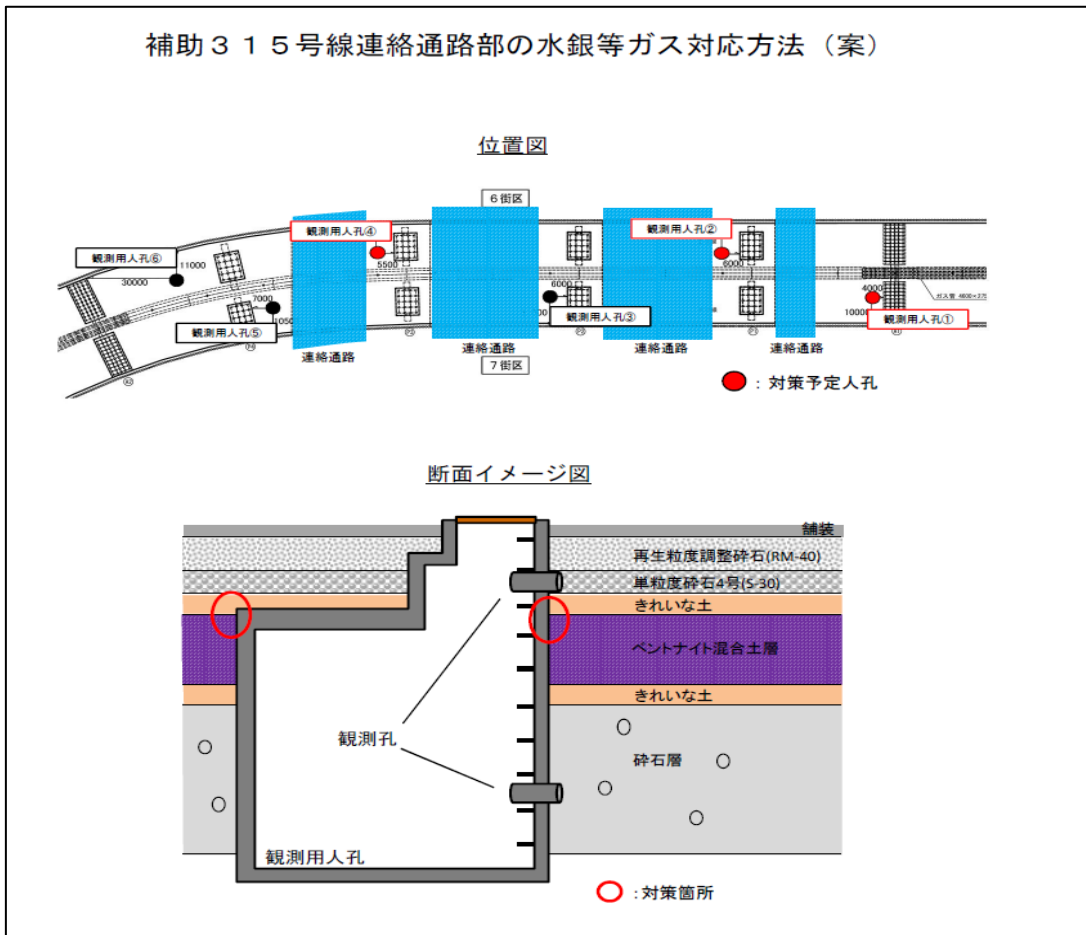 補助３１５号線連絡通路部の水銀等ガス対応方法（案）
位置図
６街区
観測用人孔④
観測用人孔②
観測用人孔⑥
11000
30000
5500
6000
7000
6000
4000
10000
観測用人孔⑤
観測用人孔③
観測用人孔①
連絡通路
連絡通路
連絡通路
連絡通路
７街区
：対策予定人孔
断面イメージ図
舗装
再生粒度調整砕石(RM-40)
単粒度砕石4号(S-30)
きれいな土
ベントナイト混合土層
きれいな土
観測孔
砕石層
観測用人孔
：対策箇所